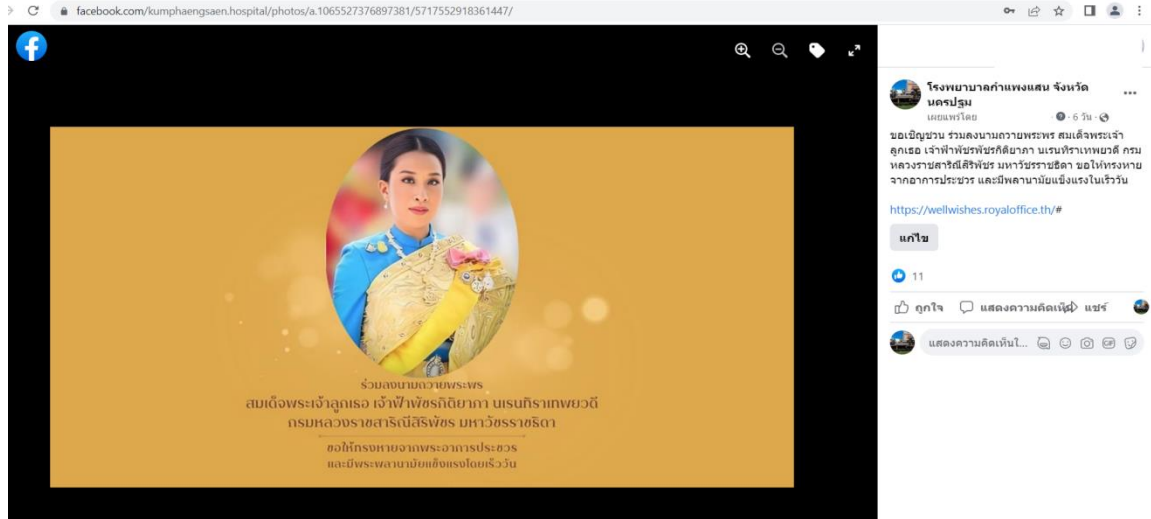 facebook.com/kumphaengsaen.hospital/photos/a.1065527376897381/5717552918361447/
โรงพยาบาลกำแพงแสน จังหวัด
นครปฐม
เผยแพร่โดย · 6 วัน ·
ขอเชิญชวน ร่วมลงนามถวายพระพร สมเด็จพระเจ้า
ลูกเธอ เจ้าฟ้าพัชรพัชรกิติยาภา นเรนทิราเทพยวดี กรม
หลวงราชสาริณีสิริพัชร มหาวัชรราชธิดา ขอให้ทรงหาย
จากอาการประชวร และมีพลานามัยแข็งแรงในเร็ววัน
https://wellwishes.royaloffice.th/#
แก้ไข
11
ถูกใจ แสดงความคิดเห็น แชร์
แสดงความคิดเห็นใ...
GIF
ร่วมลงนามถวายพระพร
สมเด็จพระเจ้าลูกเธอ เจ้าฟ้าพัชรกิติยาภา นเรนทิราเทพยวดี
กรมหลวงราชสาริณีสิริพัชร มหาวัชรราชธิดา
ขอให้ทรงหายจากพระอาการประชวร
และมีพระพลานามัยแข็งแรงโดยเร็ววัน